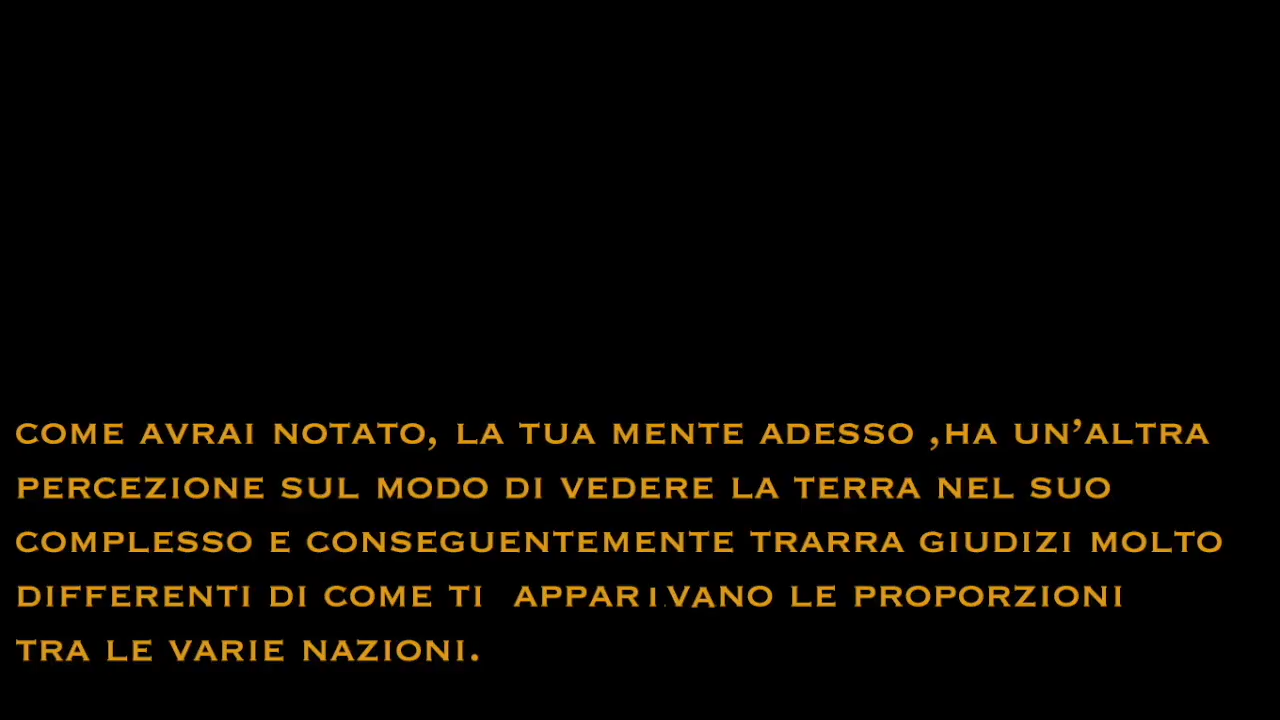 COME AVRAI NOTATO, LA TUA MENTE ADESSO ,HA UN’ALTRA
PERCEZIONE SUL MODO DI VEDERE LA TERRA NEL SUO
COMPLESSO E CONSEGUENTEMENTE TRARRA GIUDIZI MOLTO
DIFFERENTI DI COME TI APPARIVANO LE PROPORZIONI
TRA LE VARIE NAZIONI.